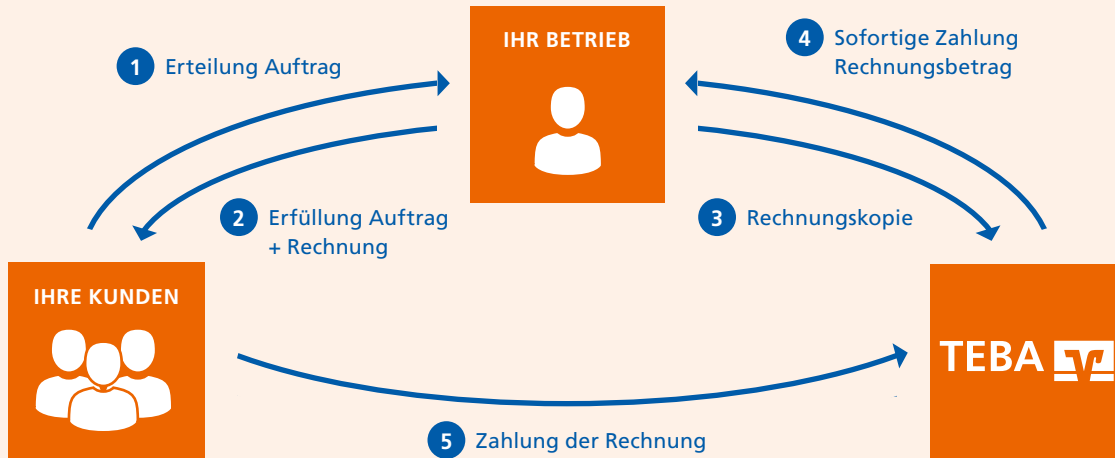 IHR BETRIEB
1 Erteilung Auftrag
4 Sofortige Zahlung
Rechnungsbetrag
2 Erfüllung Auftrag
+ Rechnung
3 Rechnungskopie
IHRE KUNDEN
TEBA
5 Zahlung der Rechnung